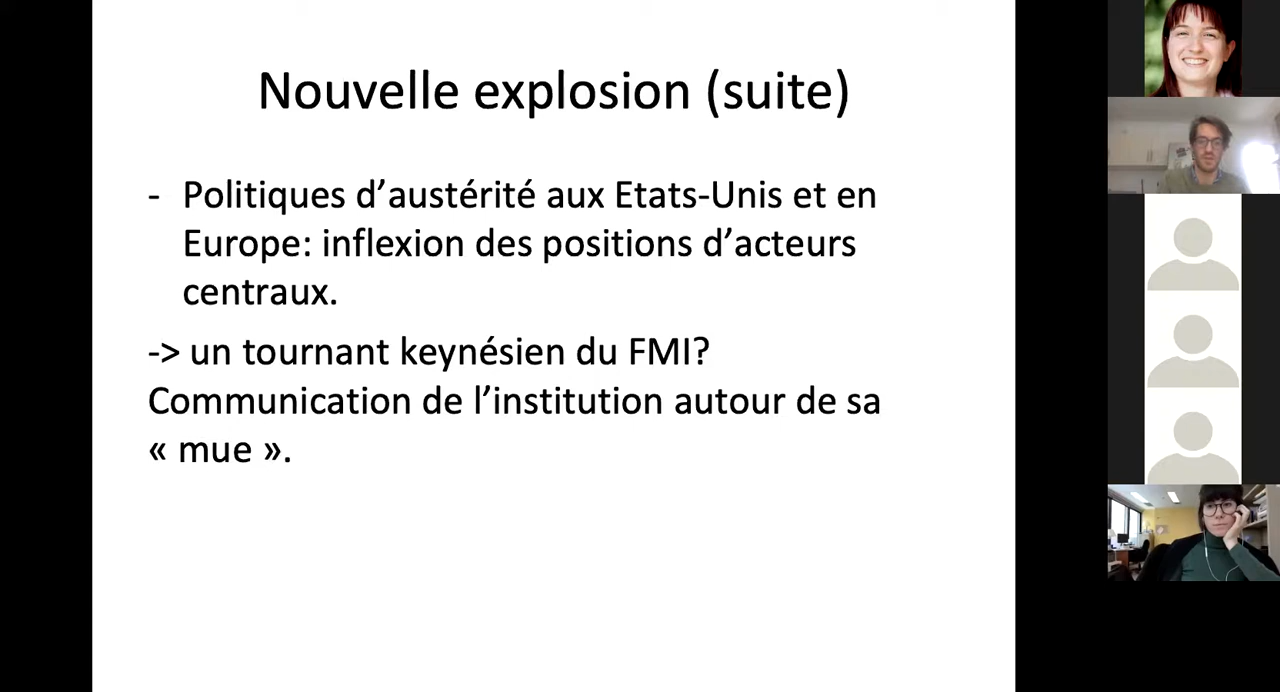 Nouvelle explosion (suite)
- Politiques d’austérité aux Etats-Unis et en
Europe: inflexion des positions d’acteurs
centraux.
-> un tournant keynésien du FMI?
Communication de l’institution autour de sa
« mue ».